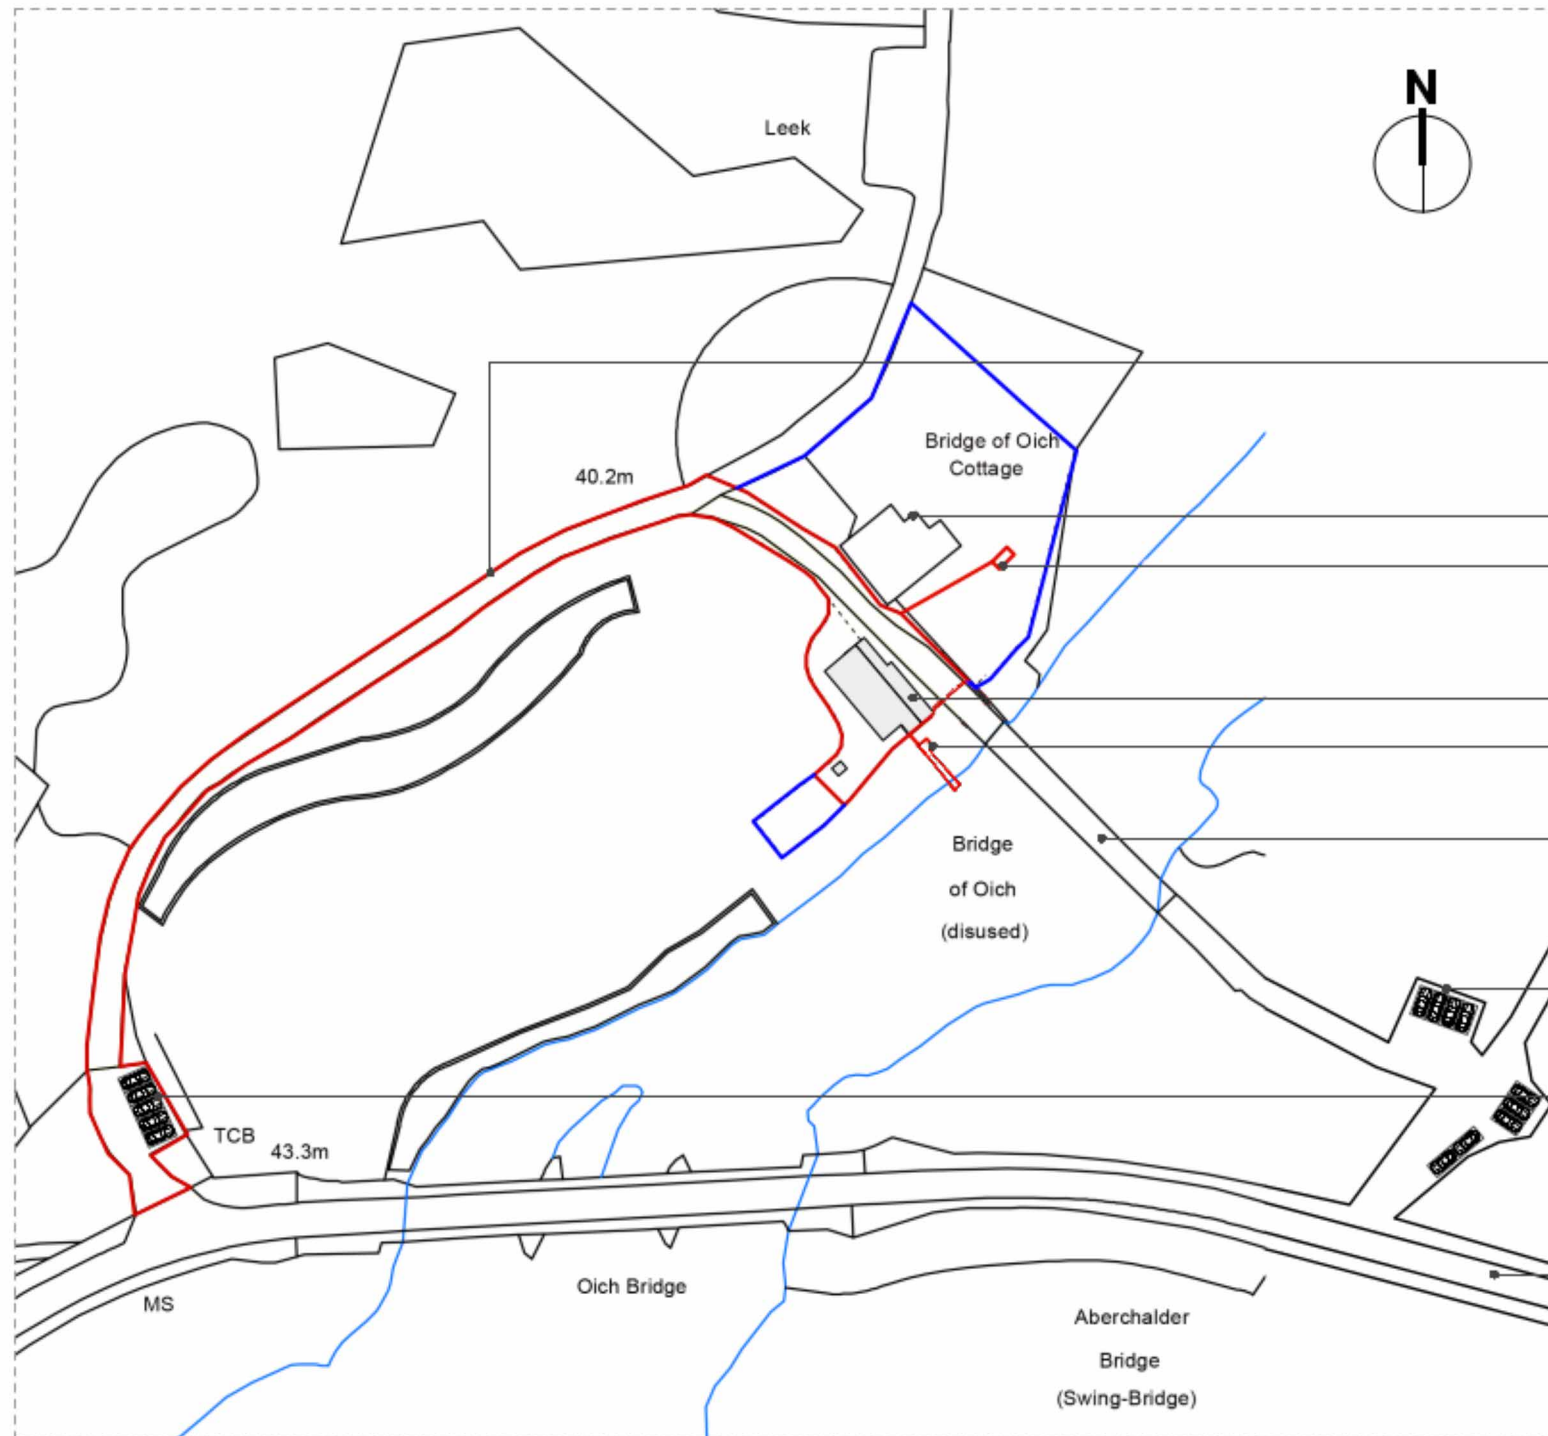 N
Leek
Bridge of Oich
Cottage
40.2m
Bridge
of Oich
(disused)
TCB
43.3m
Oich Bridge
MS
Aberchalder
Bridge
(Swing-Bridge)